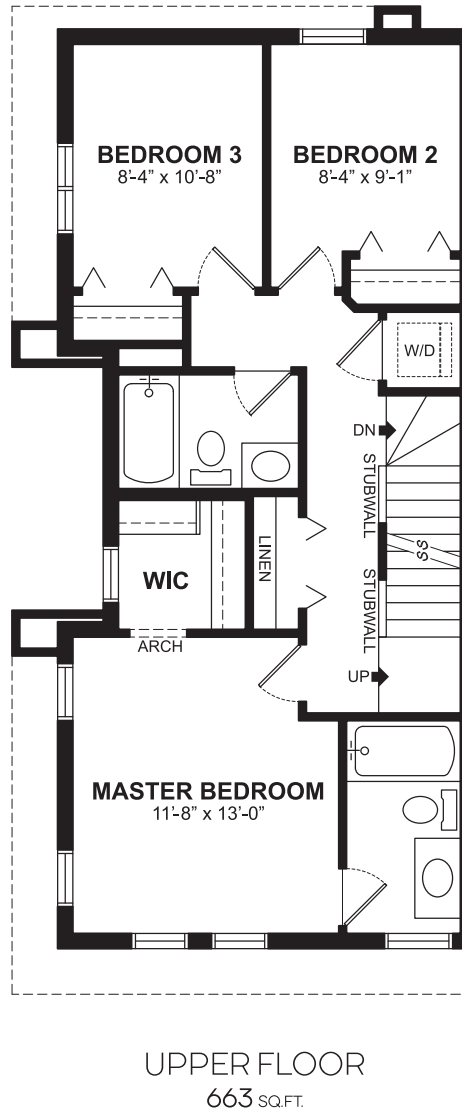 BEDROOM 3
8'-4" x 10'-8"
BEDROOM 2
8'-4" x 9'-1"
W/D
DN
STUBWALL
SS
LINEN
WIC
STUBWALL
ARCH
UP
MASTER BEDROOM
11'-8" x 13'-0"
UPPER FLOOR
663 SQ.FT.